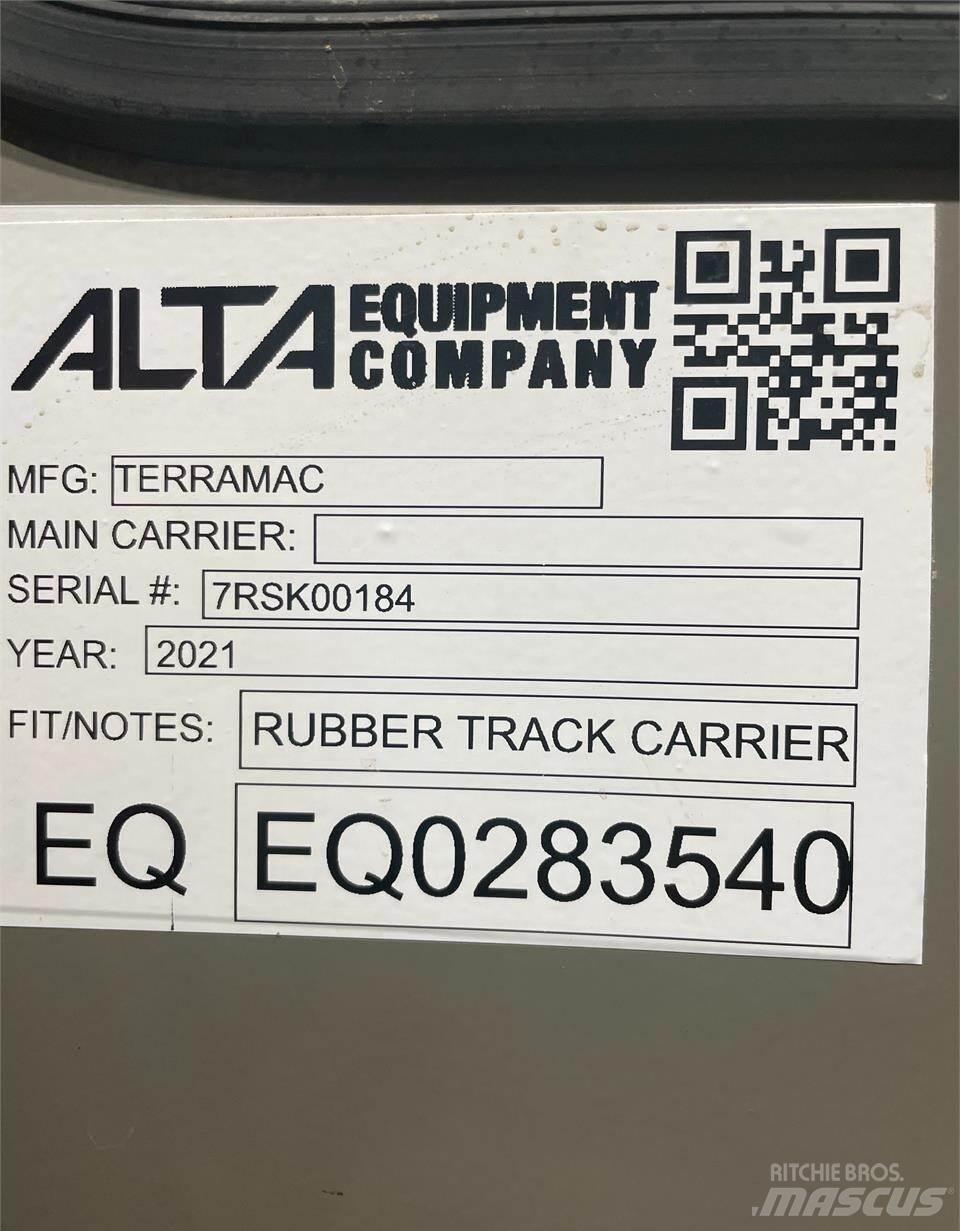 ALTA EQUIPMENT
COMPANY
MFG: TERRAMAC
MAIN CARRIER:
SERIAL #: 7RSK00184
YEAR: 2021
FIT/NOTES: RUBBER TRACK CARRIER
EQ EQ0283540
RITCHIE BROS.
MASCUS